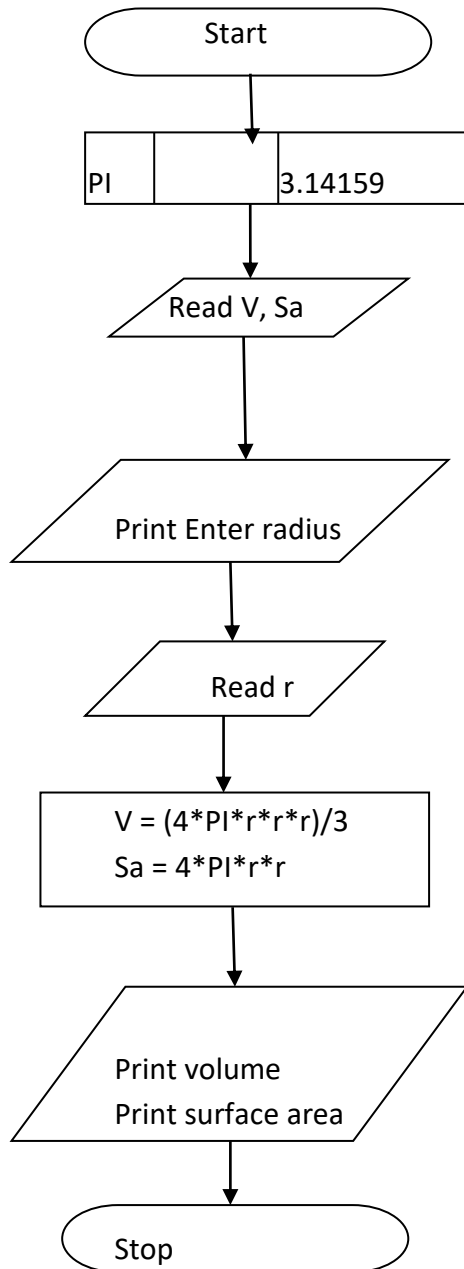 Start
PI 3.14159
Read V, Sa
Print Enter radius
Read r
V = (4*PI*r*r*r)/3
Sa = 4*PI*r*r
Print volume
Print surface area
Stop